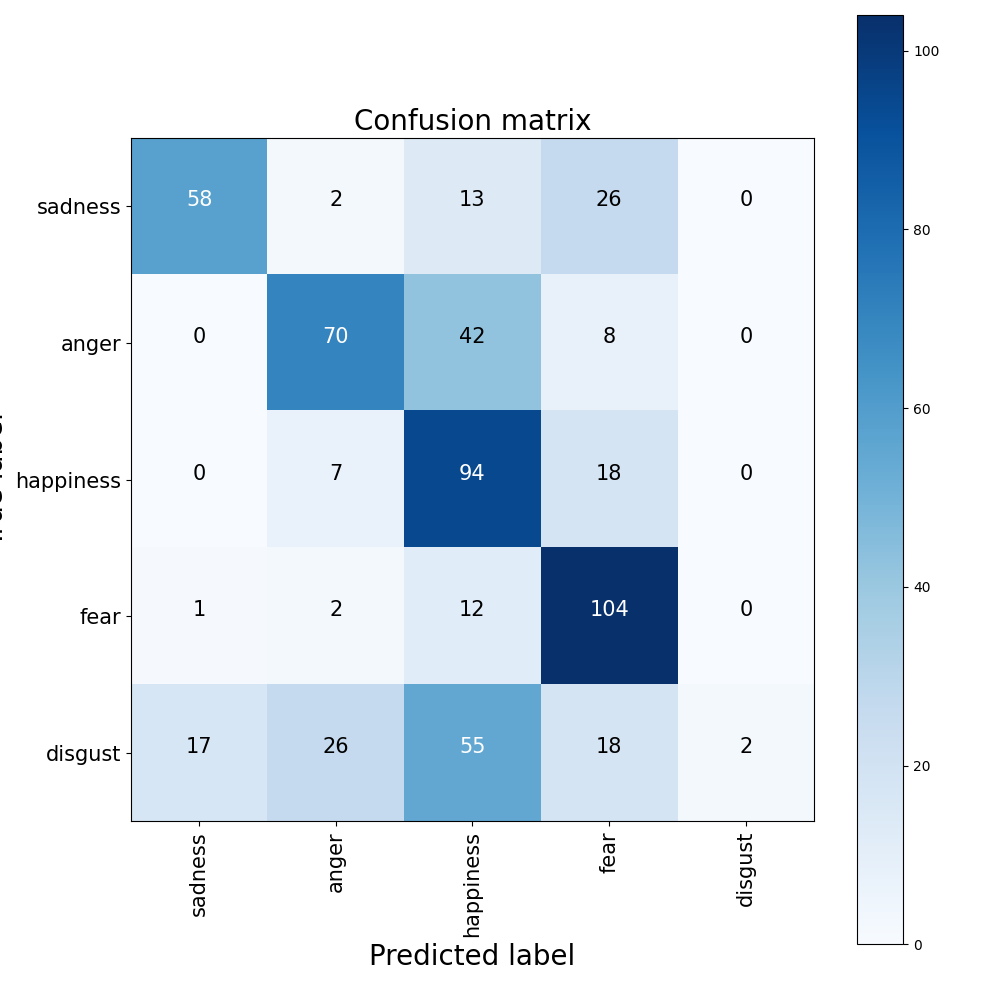 Confusion matrix
sadness 58 2 13 26 0
anger 0 70 42 8 0
happiness 0 7 94 18 0
fear 1 2 12 104 0
disgust 17 26 55 18 2
sadness anger happiness fear disgust
Predicted label
100
80
60
40
20
0